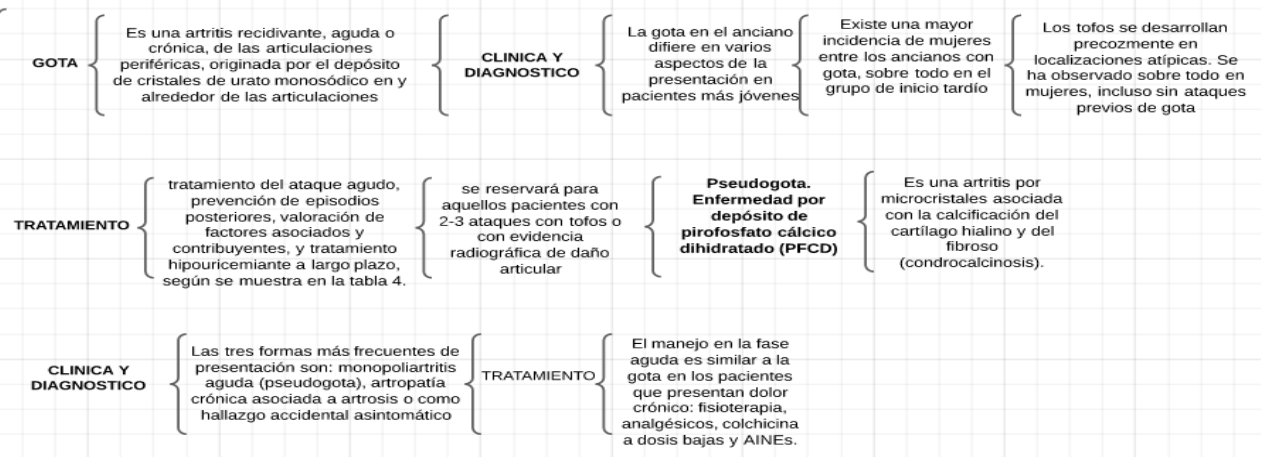 GOTA
Es una artritis recidivante, aguda o
crónica, de las articulaciones
periféricas, originada por el depósito
de cristales de urato monosódico en y
alrededor de las articulaciones
CLINICA Y
DIAGNOSTICO
La gota en el anciano
difiere en varios
aspectos de la
presentación en
pacientes más jóvenes
Existe una mayor
incidencia de mujeres
entre los ancianos con
gota, sobre todo en el
grupo de inicio tardío
Los tofos se desarrollan
precozmente en
localizaciones atípicas. Se
ha observado sobre todo en
mujeres, incluso sin ataques
previos de gota
TRATAMIENTO
tratamiento del ataque agudo,
prevención de episodios
posteriores, valoración de
factores asociados y
contribuyentes, y tratamiento
hipouricemiante a largo plazo,
según se muestra en la tabla 4.
se reservará para
aquellos pacientes con
2-3 ataques con tofos o
con evidencia
radiográfica de daño
articular
Pseudogota.
Enfermedad por
depósito de
pirofosfato cálcico
dihidratado (PFCD)
Es una artritis por
microcristales asociada
con la calcificación del
cartílago hialino y del
fibroso
(condrocalcinosis).
CLINICA Y
DIAGNOSTICO
Las tres formas más frecuentes de
presentación son: monopoliartritis
aguda (pseudogota), artropatía
crónica asociada a artrosis o como
hallazgo accidental asintomático
TRATAMIENTO
El manejo en la fase
aguda es similar a la
gota en los pacientes
que presentan dolor
crónico: fisioterapia,
analgésicos, colchicina
a dosis bajas y AINEs.